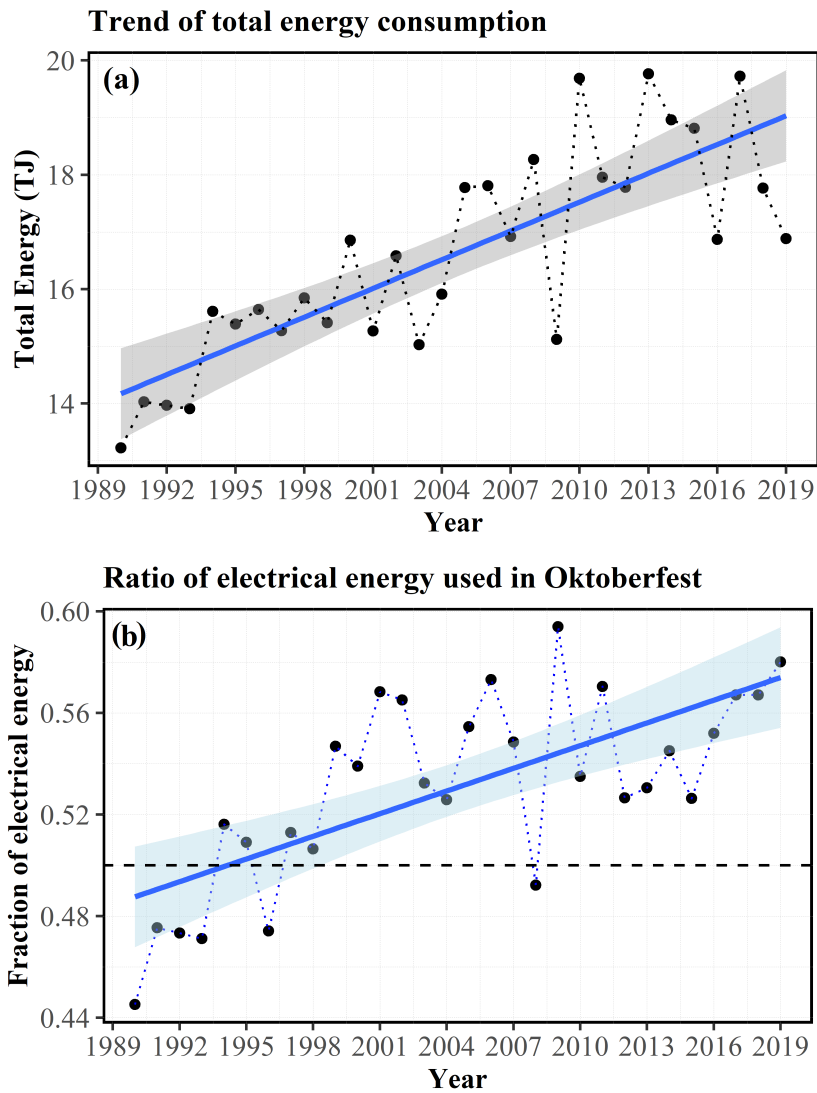 Trend of total energy consumption
(a)
Total Energy (TJ)
20
18
16
14
1989 1992 1995 1998 2001 2004 2007 2010 2013 2016 2019
Year
Ratio of electrical energy used in Oktoberfest
(b)
Fraction of electrical energy
0.60
0.56
0.52
0.48
0.44
1989 1992 1995 1998 2001 2004 2007 2010 2013 2016 2019
Year